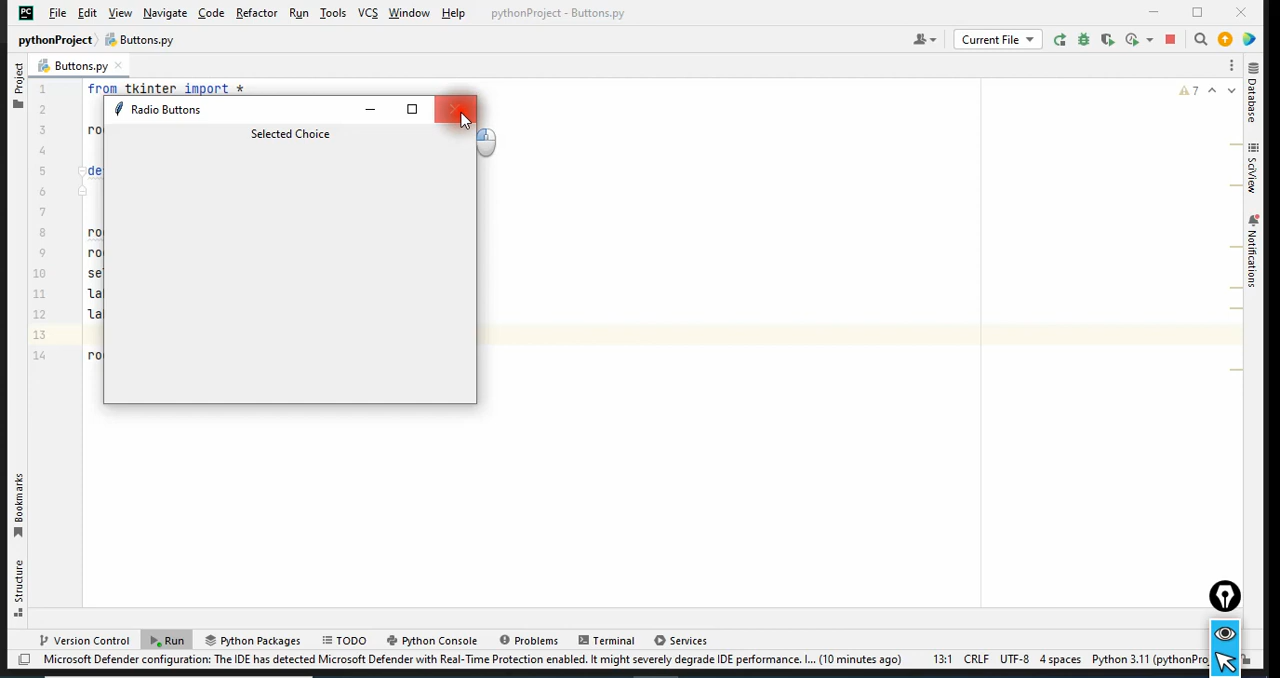 PC File Edit View Navigate Code Refactor Run Tools VCS Window Help pythonProject - Buttons.py
pythonProject Buttons.py Current File
Project Buttons.py Database
1 from tkinter import * 7
2 Radio Buttons
3 ro
4 Selected Choice
5 de
6
7
8 ro
9 ro
10 se
11 la
12 la
13
14 ro
SciView
Notifications
Bookmarks
Structure
Version Control Run Python Packages TODO Python Console Problems Terminal Services
Microsoft Defender configuration: The IDE has detected Microsoft Defender with Real-Time Protection enabled. It might severely degrade IDE performance. I... (10 minutes ago) 13:1 CRLF UTF-8 4 spaces Python 3.11 (pythonPro